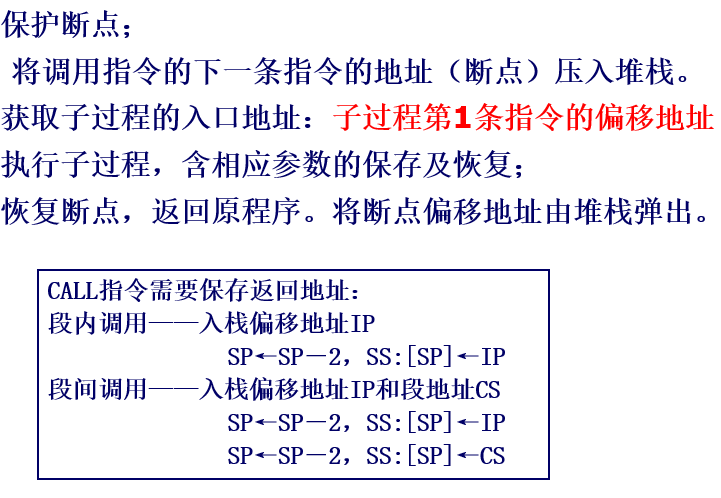 保护断点；
将调用指令的下一条指令的地址（断点）压入堆栈。
获取子过程的入口地址：子过程第1条指令的偏移地址
执行子过程，含相应参数的保存及恢复；
恢复断点，返回原程序。将断点偏移地址由堆栈弹出。
CALL指令需要保存返回地址：
段内调用——入栈偏移地址IP
SP←SP－2，SS:[SP]←IP
段间调用——入栈偏移地址IP和段地址CS
SP←SP－2，SS:[SP]←IP
SP←SP－2，SS:[SP]←CS